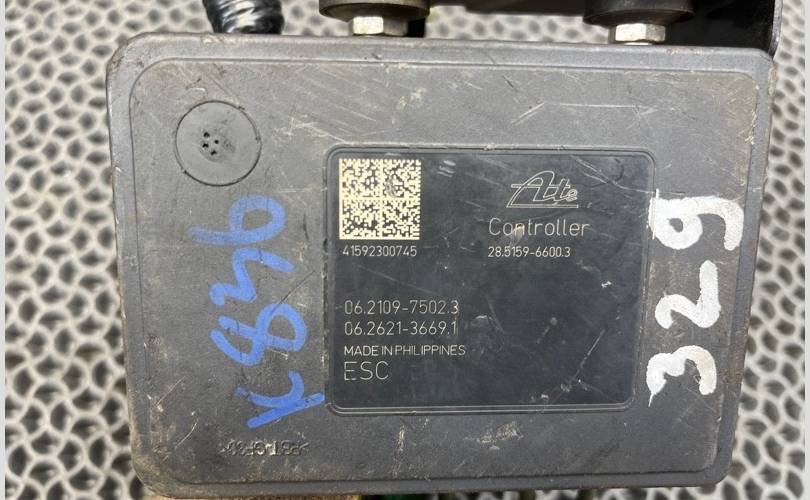 Ate
41592300745
Controller
28.5159-6600.3
06.2109-7502.3
06.2621-3669.1
MADE IN PHILIPPINES
ESC
K836
329